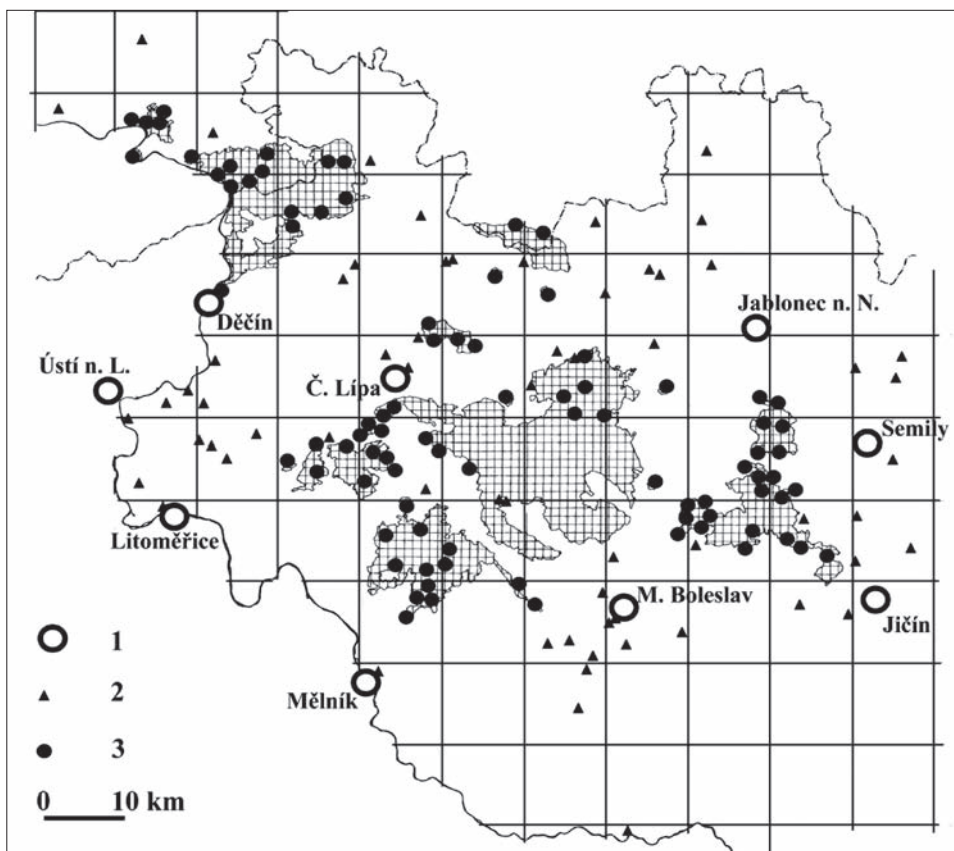 Děčín
Jablonec n. N.
Ústí n. L.
Č. Lípa
Semily
Litoměřice
M. Boleslav
Jičín
Mělník
1
2
3
0 10 km